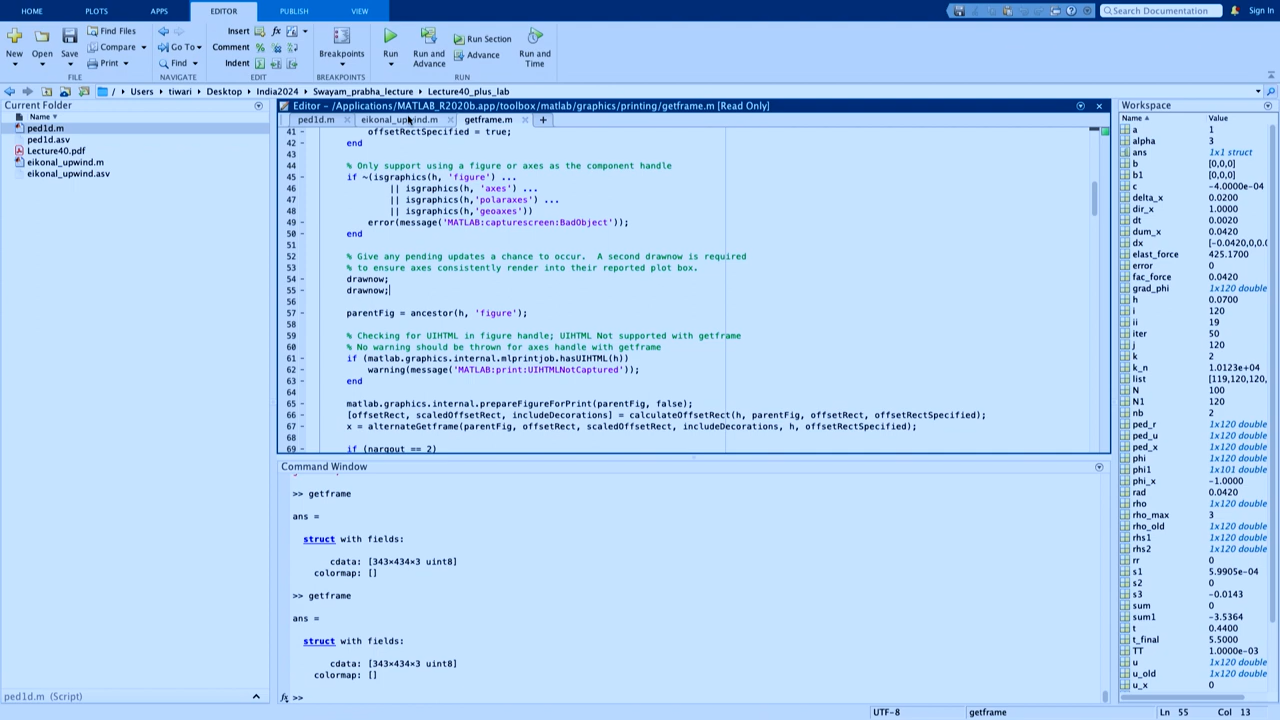 HOME PLOTS APPS EDITOR PUBLISH VIEW Search Documentation Sign In
New Open Save Find Files Compare Print Go To Find Insert fx Comment % Indent Breakpoints Run Run and Advance Run Section Advance Run and Time
FILE NAVIGATE EDIT BREAKPOINTS RUN
/ Users tiwari Desktop India2024 Swayam_prabha_lecture Lecture40_plus_lab
Current Folder
Name
ped1d.m
ped1d.asv
Lecture40.pdf
eikonal_upwind.m
eikonal_upwind.asv
ped1d.m (Script)
Editor - /Applications/MATLAB_R2020b.app/toolbox/matlab/graphics/printing/getframe.m [Read Only]
ped1d.m eikonal_upwind.m getframe.m +
41 - offsetRectSpecified = true;
42 - end
43
44 % Only support using a figure or axes as the component handle
45 - if ~(isgraphics(h, 'figure') ...
46 || isgraphics(h, 'axes') ...
47 || isgraphics(h,'polaraxes') ...
48 || isgraphics(h,'geoaxes'))
49 - error(message('MATLAB:capturescreen:BadObject'));
50 - end
51
52 % Give any pending updates a chance to occur. A second drawnow is required
53 % to ensure axes consistently render into their reported plot box.
54 - drawnow;
55 - drawnow;
56
57 - parentFig = ancestor(h, 'figure');
58
59 % Checking for UIHTML in figure handle; UIHTML Not supported with getframe
60 % No warning should be thrown for axes handle with getframe
61 - if (matlab.graphics.internal.mlprintjob.hasUIHTML(h))
62 - warning(message('MATLAB:print:UIHTMLNotCaptured'));
63 - end
64
65 - matlab.graphics.internal.prepareFigureForPrint(parentFig, false);
66 - [offsetRect, scaledOffsetRect, includeDecorations] = calculateOffsetRect(h, parentFig, offsetRect, offsetRectSpecified);
67 - x = alternateGetframe(parentFig, offsetRect, scaledOffsetRect, includeDecorations, h, offsetRectSpecified);
68
69 - if (nargout == 2)
Command Window
>> getframe
ans =
struct with fields:
cdata: [343×434×3 uint8]
colormap: []
>> getframe
ans =
struct with fields:
cdata: [343×434×3 uint8]
colormap: []
fx >>
Workspace
Name Value
a 1
alpha 3
ans 1x1 struct
b [0,0,0]
b1 [0,0,0]
c -4.0000e-04
delta_x 0.0200
dir_x 1.0000
dt 0.0020
dum_x 0.0420
dx [-0.0420,0,0.0
elast_force 425.1700
error 0
fac_force 0.0420
grad_phi 1x120 double
h 0.0700
i 120
ii 19
iter 50
j 120
k 2
k_n 1.0123e+04
list [119,120,120,
N 100
N1 120
nb 2
ped_r 1x120 double
ped_u 1x120 double
ped_x 1x120 double
phi 1x120 double
phi1 1x101 double
phi_x -1.0000
rad 0.0420
rho 1x120 double
rho_max 3
rho_old 1x120 double
rhs1 1x120 double
rhs2 1x120 double
rr 0
s1 5.9905e-04
s2 0
s3 -0.0143
sum 0
sum1 -3.5364
t 0.4400
t_final 5.5000
TT 1.0000e-03
u 1x120 double
u_old 1x120 double
u_x 0
UTF-8 getframe Ln 55 Col 13